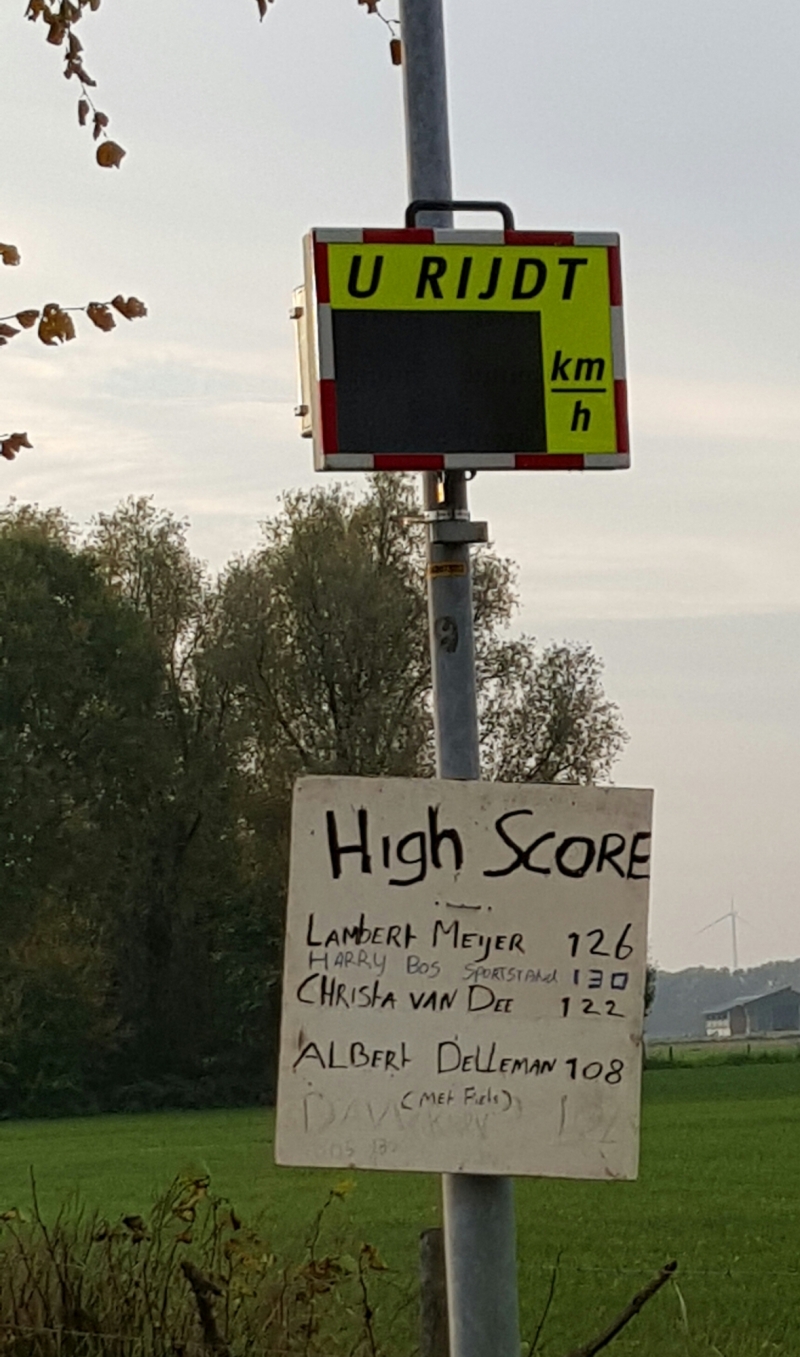 U RIJDT
km
h
High SCORE
LAMBERT MEIJER 126
HARRY BOS SPORTSTAND 130
CHRISTA VAN DEE 122
ALBERT DELLEMAN 108
(MET Fiets)
9